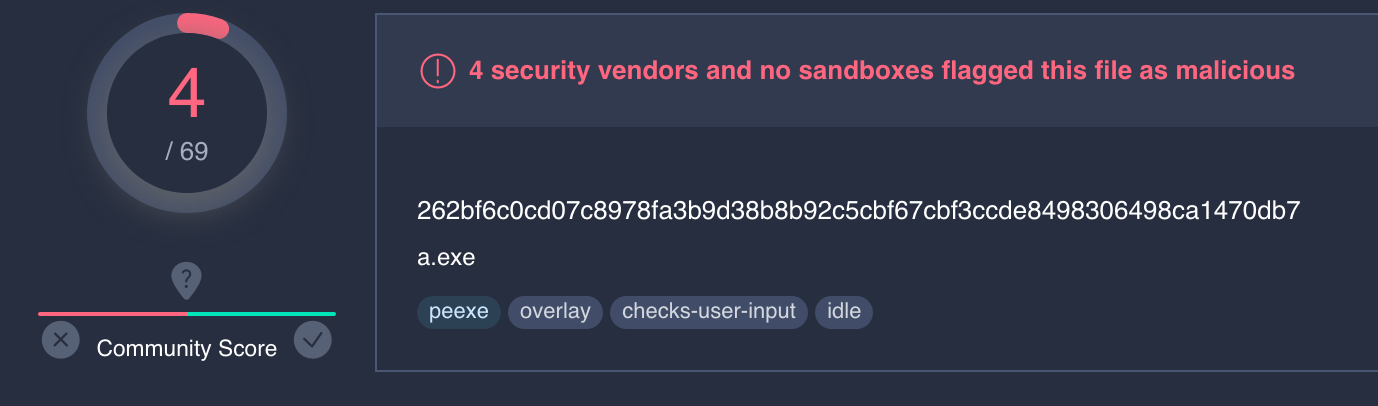 4
/ 69
?
Community Score
4 security vendors and no sandboxes flagged this file as malicious
262bf6c0cd07c8978fa3b9d38b8b92c5cbf67cbf3ccde8498306498ca1470db7
a.exe
peexe overlay checks-user-input idle